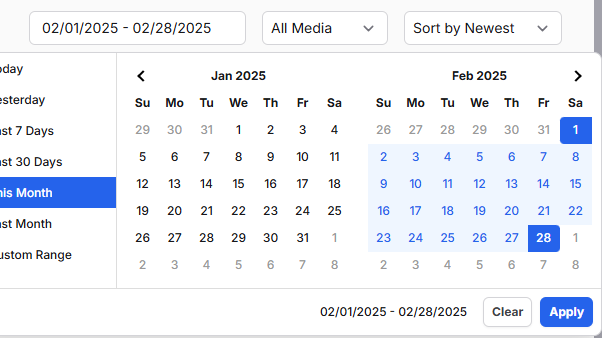 02/01/2025 - 02/28/2025 All Media Sort by Newest
oday
esterday
ast 7 Days
ast 30 Days
his Month
ast Month
ustom Range
Jan 2025
Su Mo Tu We Th Fr Sa
29 30 31 1 2 3 4
5 6 7 8 9 10 11
12 13 14 15 16 17 18
19 20 21 22 23 24 25
26 27 28 29 30 31 1
2 3 4 5 6 7 8
Feb 2025
Su Mo Tu We Th Fr Sa
26 27 28 29 30 31 1
2 3 4 5 6 7 8
9 10 11 12 13 14 15
16 17 18 19 20 21 22
23 24 25 26 27 28 1
2 3 4 5 6 7 8
02/01/2025 - 02/28/2025 Clear Apply